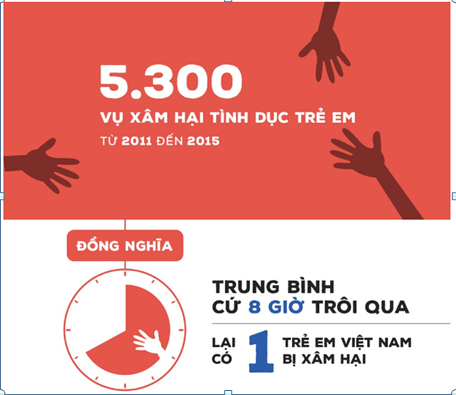 5.300
VỤ XÂM HẠI TÌNH DỤC TRẺ EM
TỪ 2011 ĐẾN 2015
ĐỒNG NGHĨA
TRUNG BÌNH
CỨ 8 GIỜ TRÔI QUA
LẠI CÓ 1 TRẺ EM VIỆT NAM BỊ XÂM HẠI